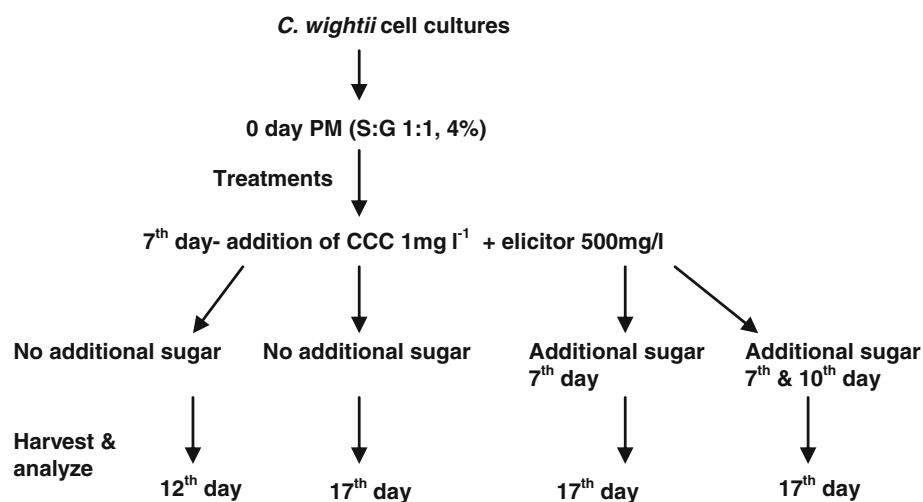 C. wightii cell cultures
0 day PM (S:G 1:1, 4%)
Treatments
7th day- addition of CCC 1mg l-1 + elicitor 500mg/l
No additional sugar
No additional sugar
Additional sugar
7th day
Additional sugar
7th & 10th day
Harvest &
analyze
12th day
17th day
17th day
17th day